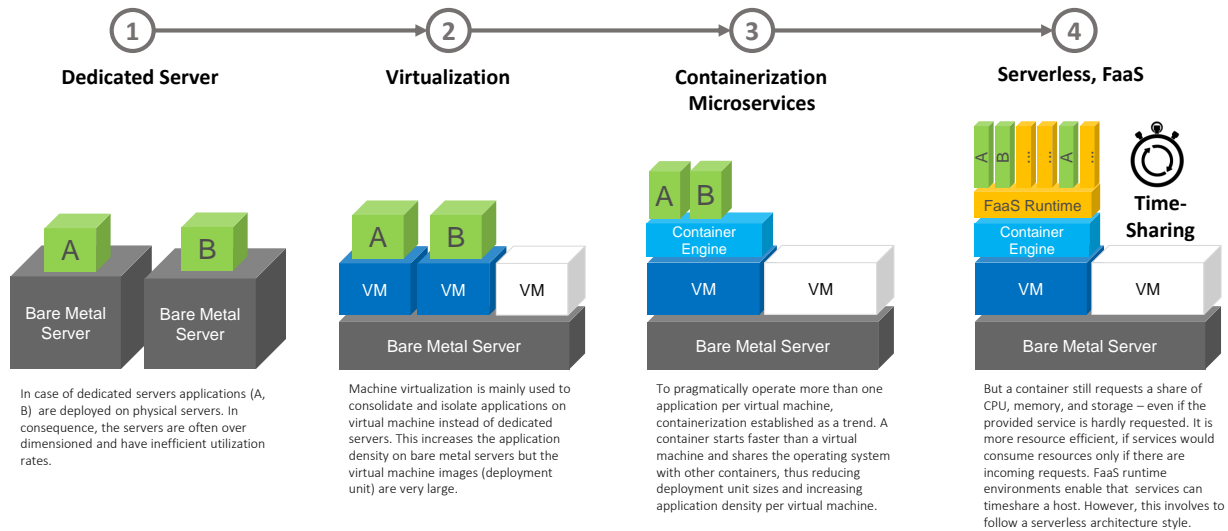 1
2
3
4
Dedicated Server
Virtualization
Containerization
Microservices
Serverless, FaaS
A
B
Bare Metal
Server
Bare Metal
Server
In case of dedicated servers applications (A,
B) are deployed on physical servers. In
consequence, the servers are often over
dimensioned and have inefficient utilization
rates.
A
B
VM
VM
VM
Bare Metal Server
Machine virtualization is mainly used to
consolidate and isolate applications on
virtual machine instead of dedicated
servers. This increases the application
density on bare metal servers but the
virtual machine images (deployment
unit) are very large.
A
B
Container
Engine
VM
VM
Bare Metal Server
To pragmatically operate more than one
application per virtual machine,
containerization established as a trend. A
container starts faster than a virtual
machine and shares the operating system
with other containers, thus reducing
deployment unit sizes and increasing
application density per virtual machine.
A
B
...
...
A
...
FaaS Runtime
Container
Engine
VM
VM
Bare Metal Server
Time-
Sharing
But a container still requests a share of
CPU, memory, and storage – even if the
provided service is hardly requested. It is
more resource efficient, if services would
consume resources only if there are
incoming requests. FaaS runtime
environments enable that services can
timeshare a host. However, this involves to
follow a serverless architecture style.